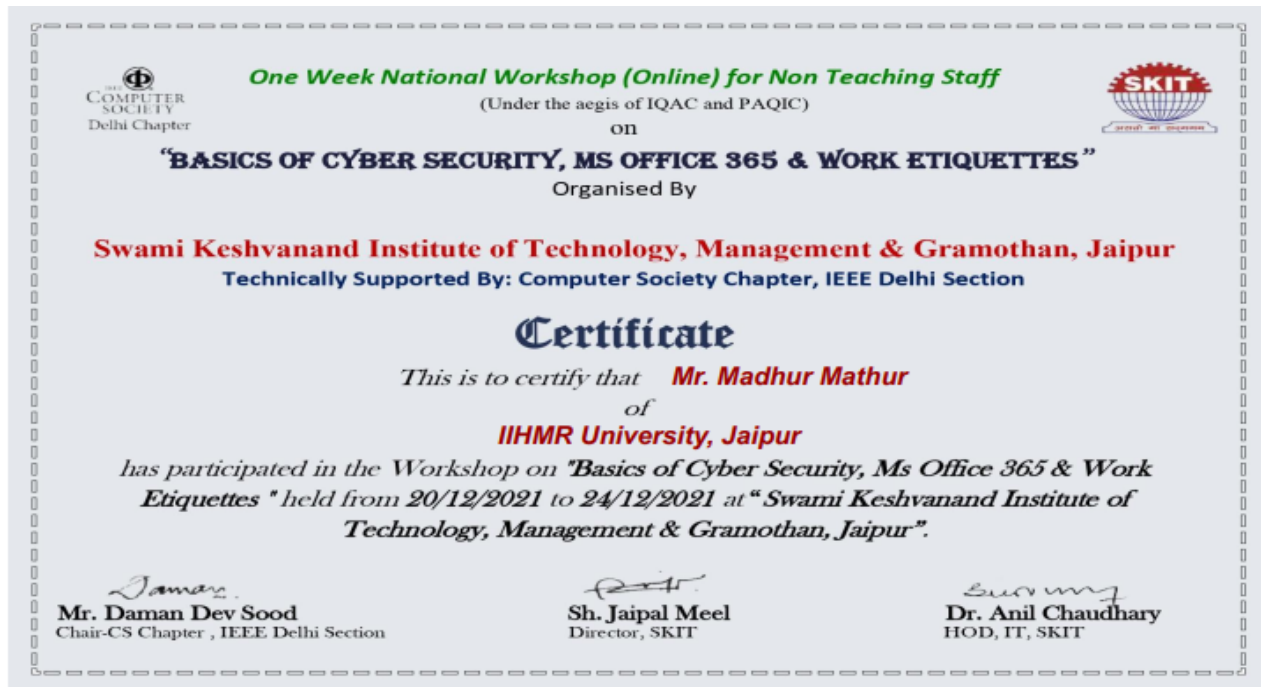 One Week National Workshop (Online) for Non Teaching Staff
(Under the aegis of IQAC and PAQIC)
COMPUTER
SOCIETY
Delhi Chapter
SKIT
on
“BASICS OF CYBER SECURITY, MS OFFICE 365 & WORK ETIQUETTES”
Organised By
Swami Keshvanand Institute of Technology, Management & Gramothan, Jaipur
Technically Supported By: Computer Society Chapter, IEEE Delhi Section
Certificate
This is to certify that Mr. Madhur Mathur
of
IIHMR University, Jaipur
has participated in the Workshop on "Basics of Cyber Security, Ms Office 365 & Work
Etiquettes " held from 20/12/2021 to 24/12/2021 at “ Swami Keshvanand Institute of
Technology, Management & Gramothan, Jaipur”.
Daman
Mr. Daman Dev Sood
Chair-CS Chapter , IEEE Delhi Section
Sh. Jaipal Meel
Director, SKIT
Dr. Anil Chaudhary
HOD, IT, SKIT